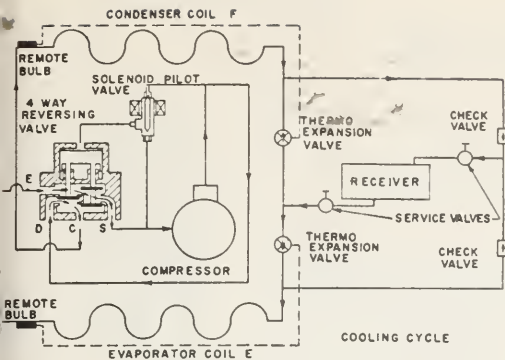 CONDENSER COIL F
REMOTE
BULB
SOLENOID PILOT
VALVE
4 WAY
REVERSING
VALVE
THERMO
EXPANSION
VALVE
CHECK
VALVE
RECEIVER
SERVICE VALVES
E
D C S
COMPRESSOR
THERMO
EXPANSION
VALVE
CHECK
VALVE
REMOTE
BULB
EVAPORATOR COIL E
COOLING CYCLE